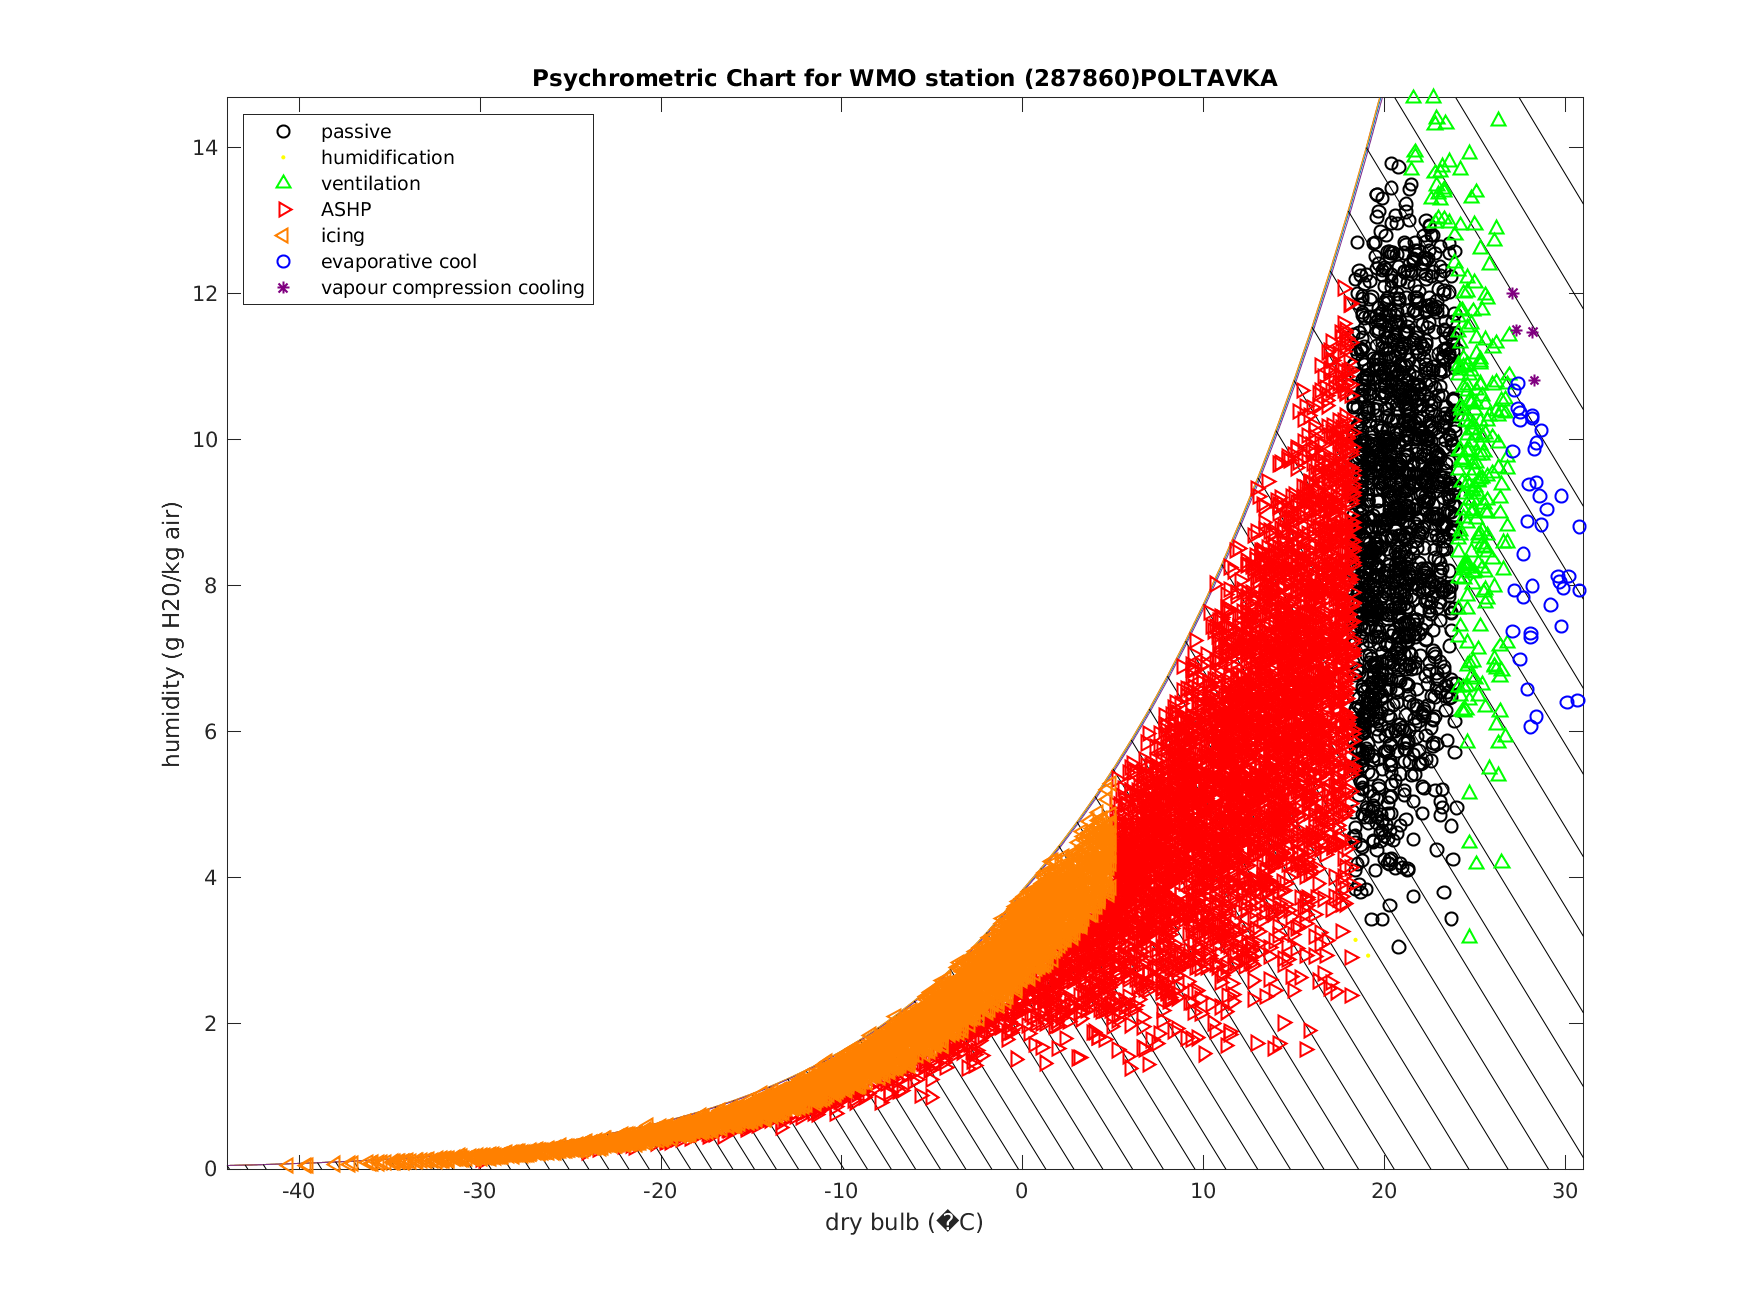 Psychrometric Chart for WMO station (287860)POLTAVKA
passive
humidification
ventilation
ASHP
icing
evaporative cool
vapour compression cooling
humidity (g H20/kg air)
14
12
10
8
6
4
2
0
-40 -30 -20 -10 0 10 20 30
dry bulb (�C)